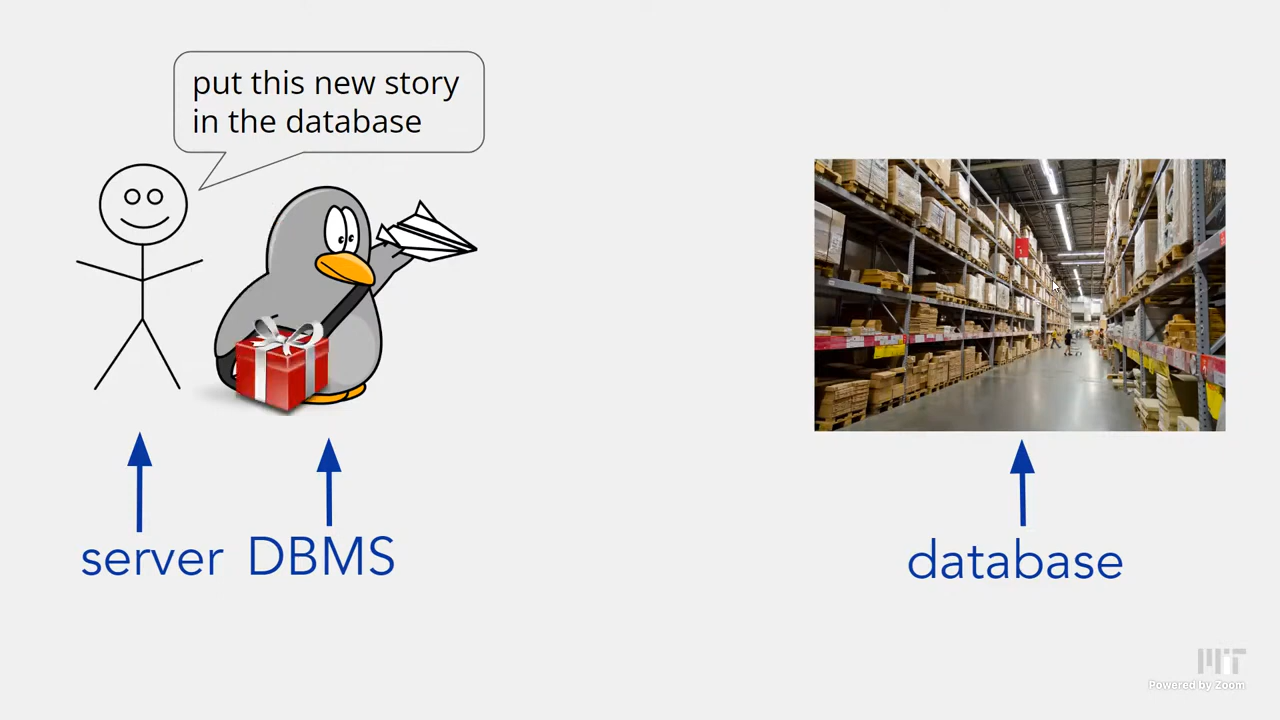 put this new story
in the database
server DBMS
database
MIT
Powered by Zoom